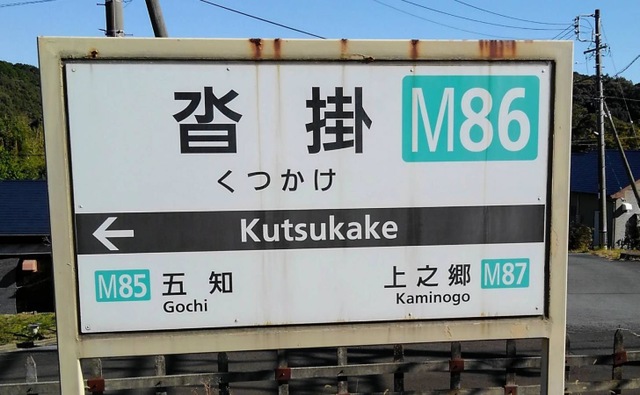 沓掛 M86
くつかけ
← Kutsukake
M85 五知 上之郷 M87
Gochi Kaminogo